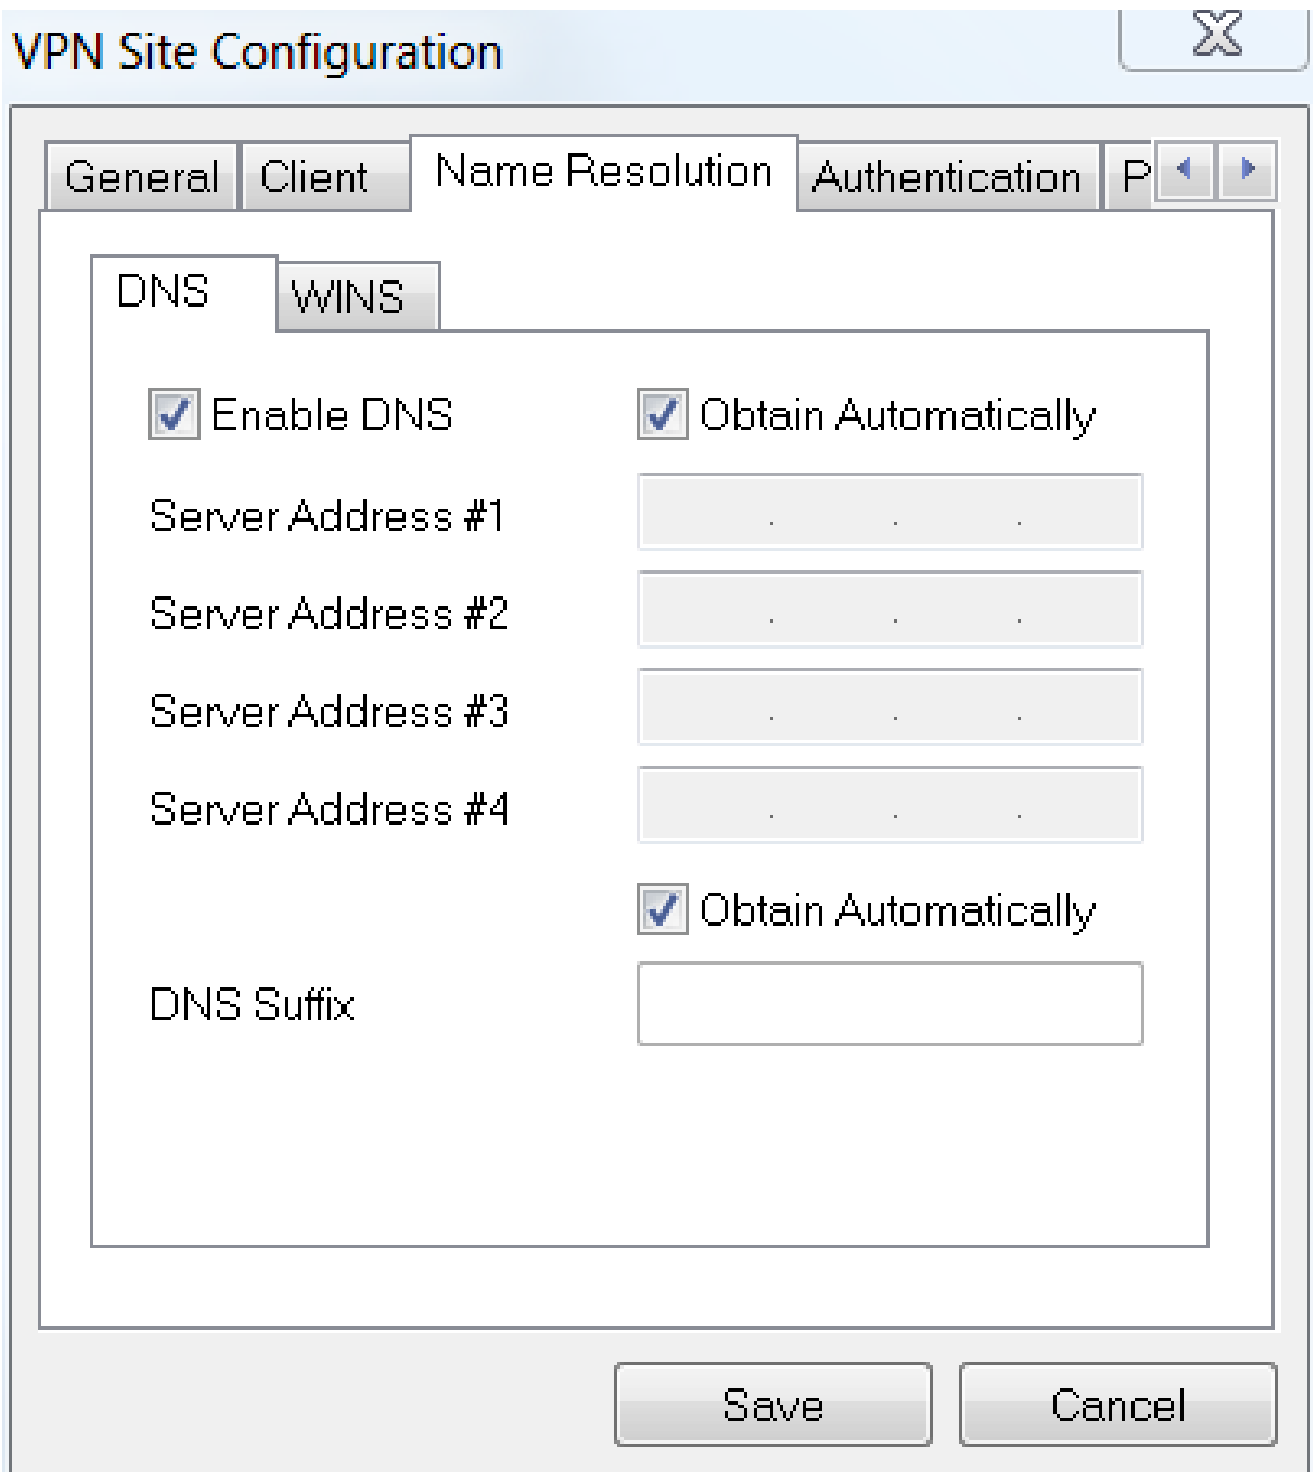 VPN Site Configuration
General Client Name Resolution Authentication P
DNS WINS
Enable DNS Obtain Automatically
Server Address #1 . . .
Server Address #2 . . .
Server Address #3 . . .
Server Address #4 . . .
Obtain Automatically
DNS Suffix
Save Cancel